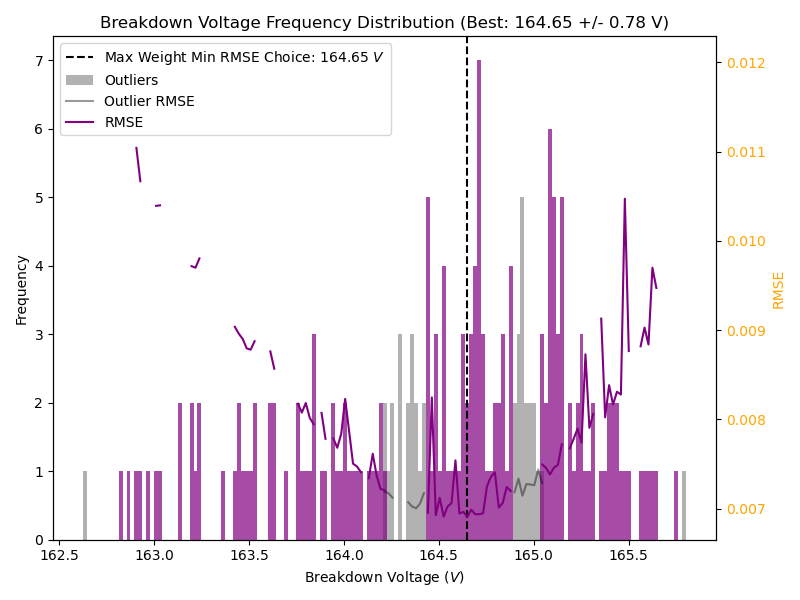 Breakdown Voltage Frequency Distribution (Best: 164.65 +/- 0.78 V)
Max Weight Min RMSE Choice: 164.65 V
Outliers
Outlier RMSE
RMSE
Frequency
7
6
5
4
3
2
1
0
0.012
0.011
0.010
0.009
0.008
0.007
RMSE
162.5 163.0 163.5 164.0 164.5 165.0 165.5
Breakdown Voltage (V)